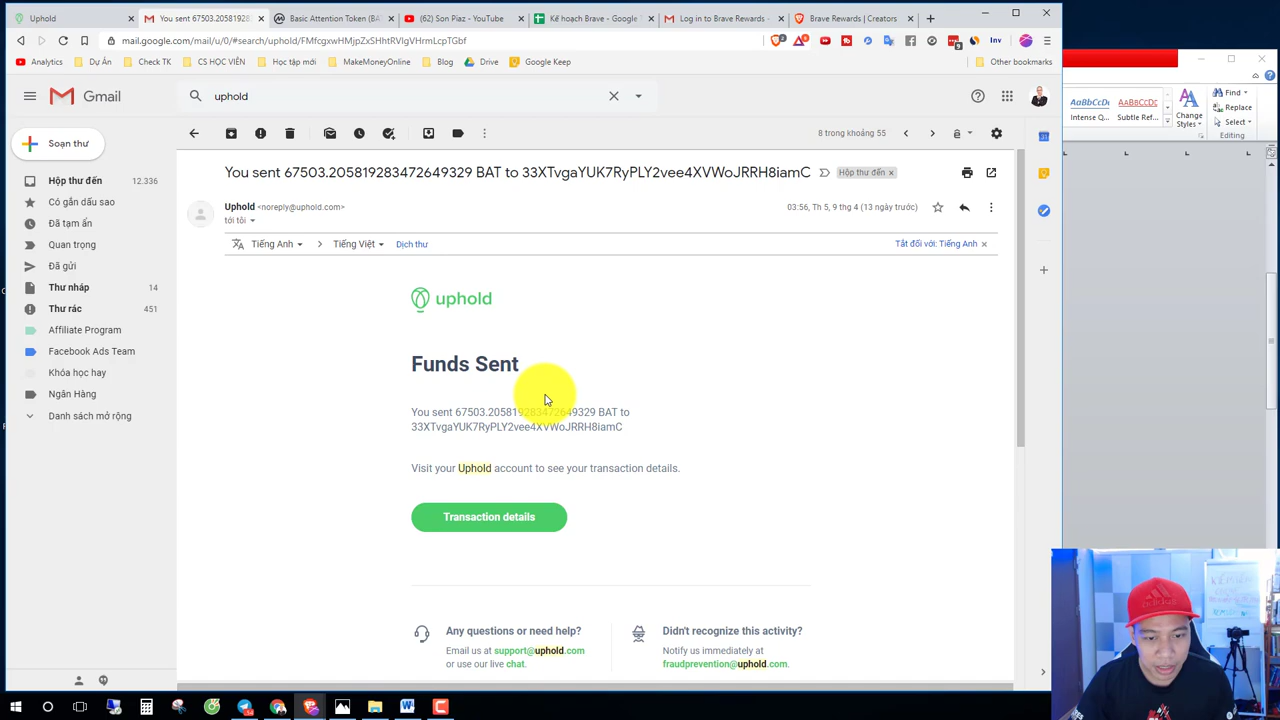 Uphold
You sent 67503.20581928
Basic Attention Token (BA
(62) Son Piaz - YouTube
Kế hoạch Brave - Google
Log in to Brave Rewards -
Brave Rewards | Creators
mail.google.com/mail/u/0/#search/uphold/FMfcgxwHMjpZxSHhtRVlgVHrmLcpTGbf
Inv
Analytics
Dự Án
Check TK
CS HỌC VIÊN
Học tập mới
MakeMoneyOnline
Blog
Drive
Google Keep
Other bookmarks
Gmail
uphold
Soạn thư
8 trong khoảng 55
Hộp thư đến 12.336
Có gắn dấu sao
Đã tạm ẩn
Quan trọng
Đã gửi
Thư nháp 14
Thư rác 451
Affiliate Program
Facebook Ads Team
Khóa học hay
Ngân Hàng
Danh sách mở rộng
You sent 67503.205819283472649329 BAT to 33XTvgaYUK7RyPLY2vee4XVWoJRRH8iamC
Hộp thư đến x
Uphold <noreply@uphold.com>
03:56, Th 5, 9 thg 4 (13 ngày trước)
tới tôi
Tiếng Anh > Tiếng Việt Dịch thư
Tắt đối với: Tiếng Anh x
uphold
Funds Sent
You sent 67503.205819283472649329 BAT to
33XTvgaYUK7RyPLY2vee4XVWoJRRH8iamC
Visit your Uphold account to see your transaction details.
Transaction details
Any questions or need help?
Email us at support@uphold.com
or use our live chat.
Didn't recognize this activity?
Notify us immediately at
fraudprevention@uphold.com.
AaBbCcDc
AaBbCcDc
Intense Q...
Subtle Ref...
Change
Styles
Find
Replace
Select
Editing